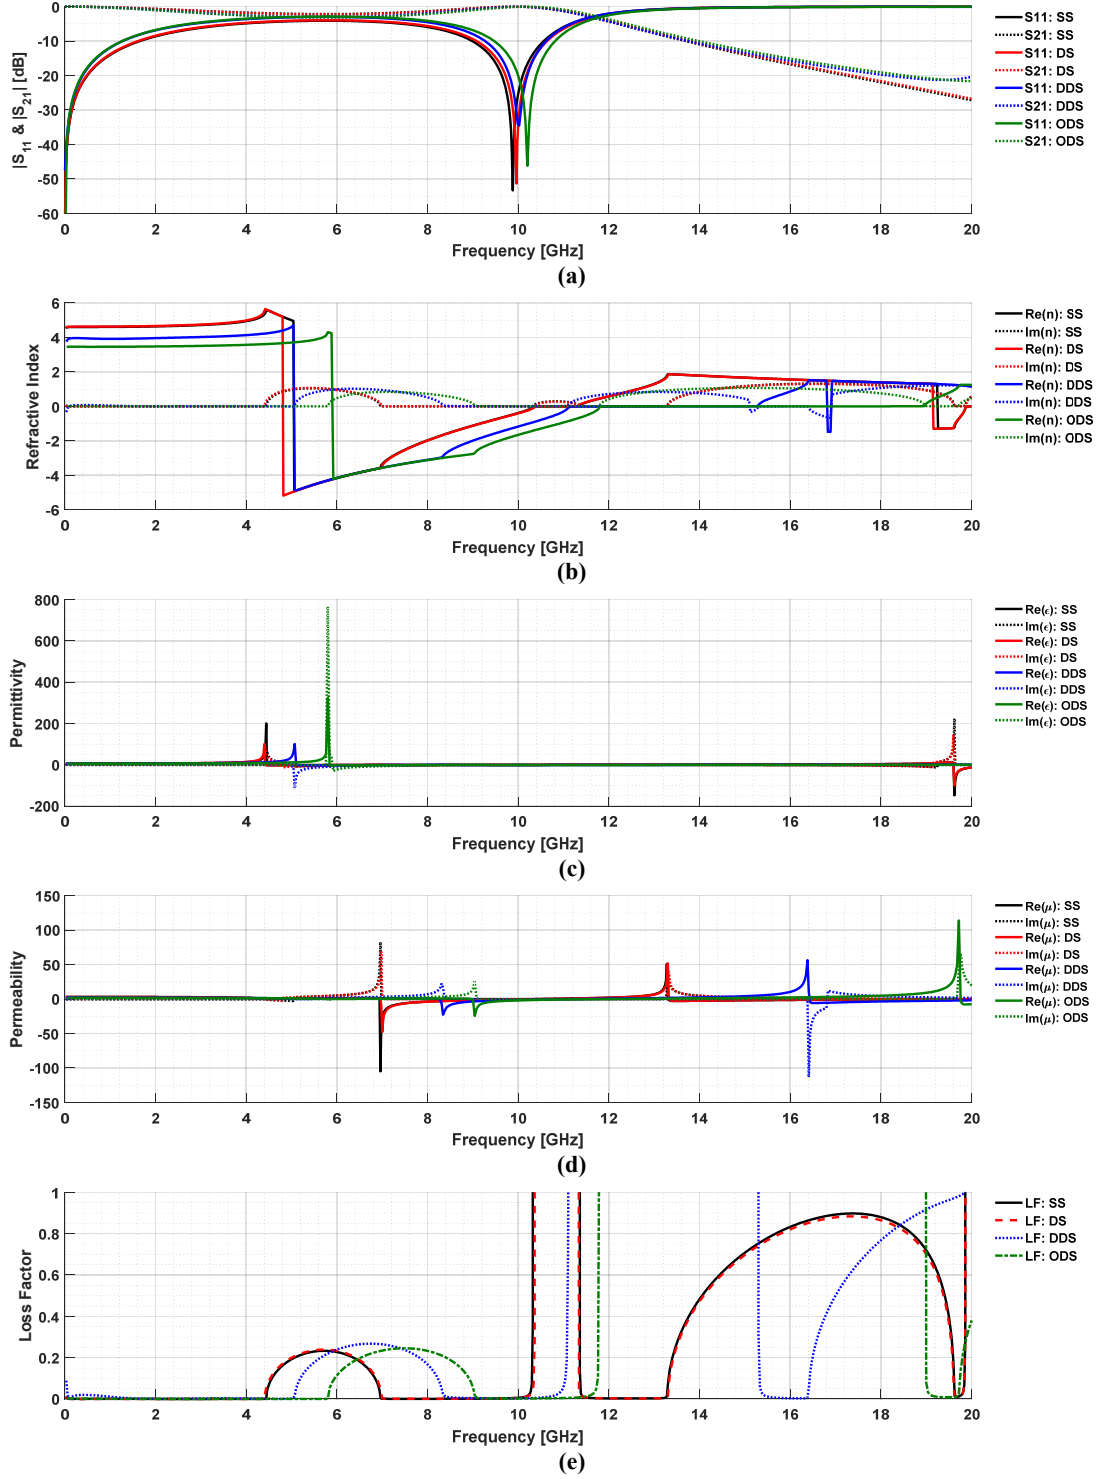 0
-10
-20
-30
-40
-50
-60
|S11 & |S21| [dB]
0 2 4 6 8 10 12 14 16 18 20
Frequency [GHz]
S11: SS
S21: SS
S11: DS
S21: DS
S11: DDS
S21: DDS
S11: ODS
S21: ODS
(a)
6
4
2
0
-2
-4
-6
Refractive Index
0 2 4 6 8 10 12 14 16 18 20
Frequency [GHz]
Re(n): SS
Im(n): SS
Re(n): DS
Im(n): DS
Re(n): DDS
Im(n): DDS
Re(n): ODS
Im(n): ODS
(b)
800
600
400
200
0
-200
Permittivity
0 2 4 6 8 10 12 14 16 18 20
Frequency [GHz]
Re(ϵ): SS
Im(ϵ): SS
Re(ϵ): DS
Im(ϵ): DS
Re(ϵ): DDS
Im(ϵ): DDS
Re(ϵ): ODS
Im(ϵ): ODS
(c)
150
100
50
0
-50
-100
-150
Permeability
0 2 4 6 8 10 12 14 16 18 20
Frequency [GHz]
Re(μ): SS
Im(μ): SS
Re(μ): DS
Im(μ): DS
Re(μ): DDS
Im(μ): DDS
Re(μ): ODS
Im(μ): ODS
(d)
1
0.8
0.6
0.4
0.2
0
Loss Factor
0 2 4 6 8 10 12 14 16 18 20
Frequency [GHz]
LF: SS
LF: DS
LF: DDS
LF: ODS
(e)